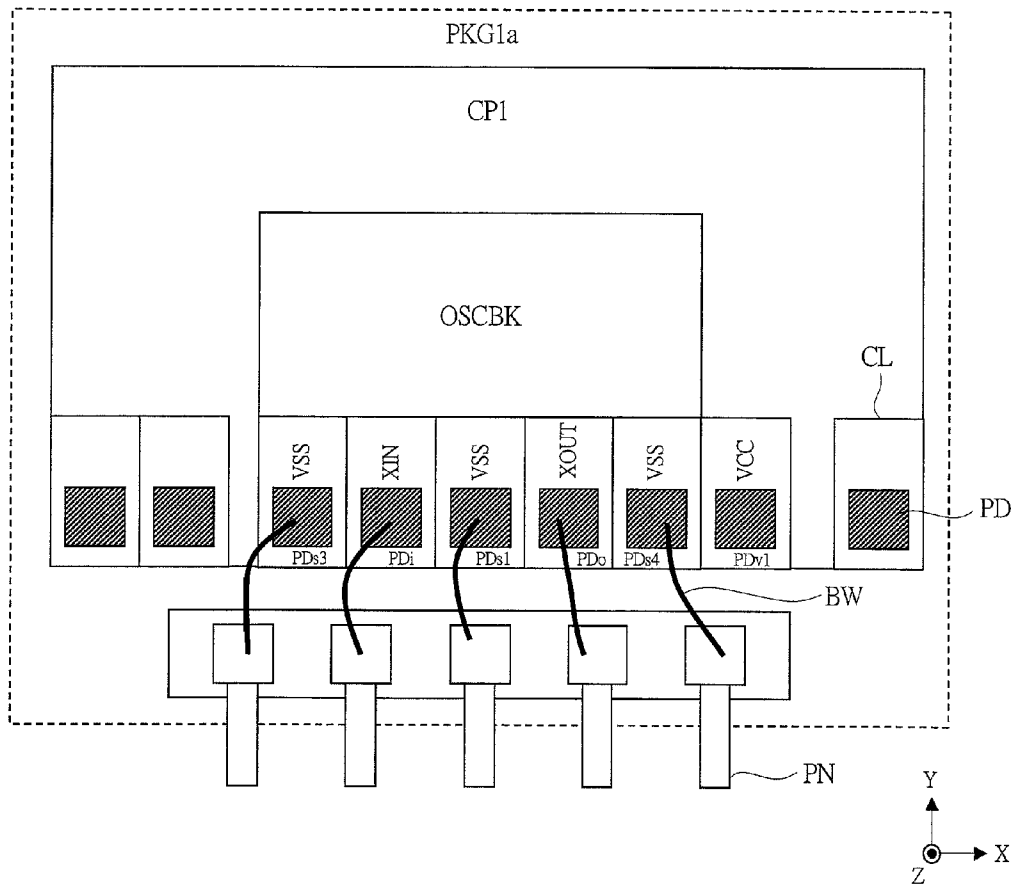 PKG1a
CP1
OSCBK
CL
VSS
XIN
VSS
XOUT
VSS
VCC
PD
PDs3
PDi
PDs1
PDo
PDs4
PDv1
BW
PN
Y
X
Z